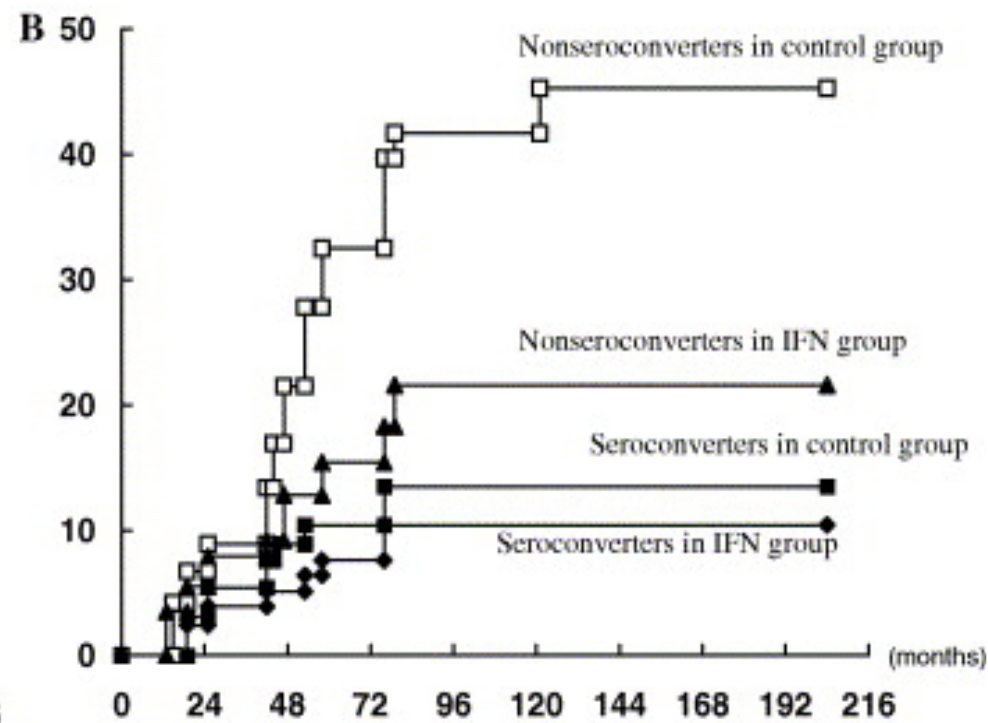 B 50
Nonseroconverters in control group
40
30
Nonseroconverters in IFN group
20
Seroconverters in control group
10
Seroconverters in IFN group
0
(months)
0 24 48 72 96 120 144 168 192 216